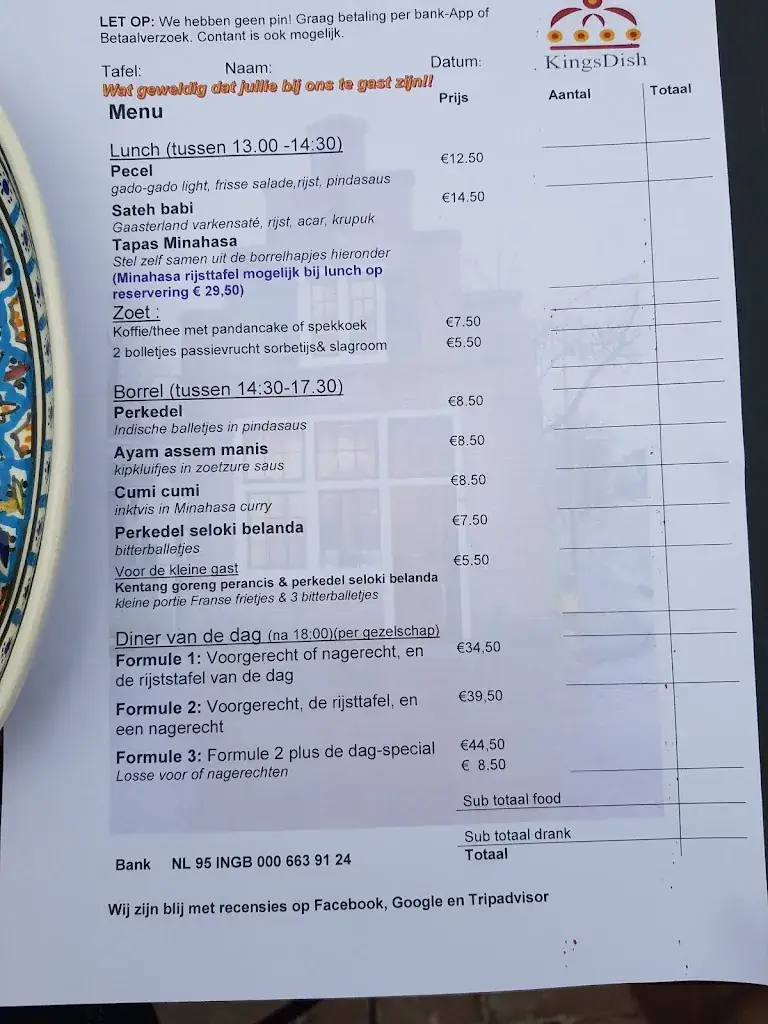 LET OP: We hebben geen pin! Graag betaling per bank-App of
Betaalverzoek. Contant is ook mogelijk.
KingsDish
Tafel: Naam: Datum:
Wat geweldig dat jullie bij ons te gast zijn!!
Menu Prijs Aantal Totaal
Lunch (tussen 13.00 -14:30)
Pecel €12.50
gado-gado light, frisse salade,rijst, pindasaus
Sateh babi €14.50
Gaasterland varkensaté, rijst, acar, krupuk
Tapas Minahasa
Stel zelf samen uit de borrelhapjes hieronder
(Minahasa rijsttafel mogelijk bij lunch op
reservering € 29,50)
Zoet :
Koffie/thee met pandancake of spekkoek €7.50
2 bolletjes passievrucht sorbetijs& slagroom €5.50
Borrel (tussen 14:30-17.30)
Perkedel €8.50
Indische balletjes in pindasaus
Ayam assem manis €8.50
kipkluifjes in zoetzure saus
Cumi cumi €8.50
inktvis in Minahasa curry
Perkedel seloki belanda €7.50
bitterballetjes
Voor de kleine gast €5.50
Kentang goreng perancis & perkedel seloki belanda
kleine portie Franse frietjes & 3 bitterballetjes
Diner van de dag (na 18:00)(per gezelschap)
Formule 1: Voorgerecht of nagerecht, en €34,50
de rijststafel van de dag
Formule 2: Voorgerecht, de rijsttafel, en €39,50
een nagerecht
Formule 3: Formule 2 plus de dag-special €44,50
Losse voor of nagerechten € 8.50
Sub totaal food
Sub totaal drank
Totaal
Bank NL 95 INGB 000 663 91 24
Wij zijn blij met recensies op Facebook, Google en Tripadvisor